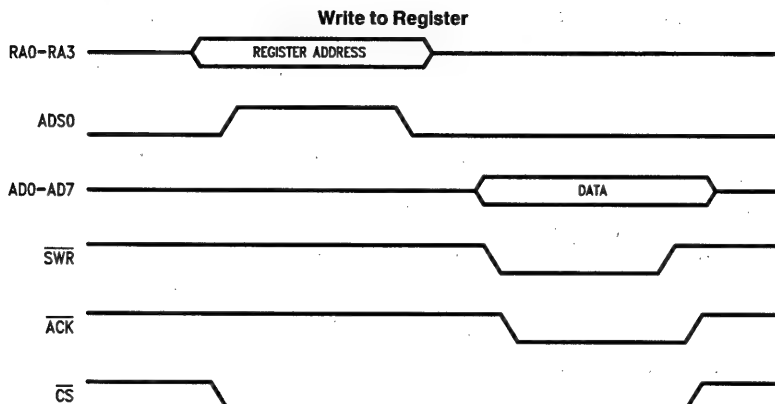 Write to Register
RA0-RA3
REGISTER ADDRESS
ADS0
AD0-AD7
DATA
SWR
ACK
CS